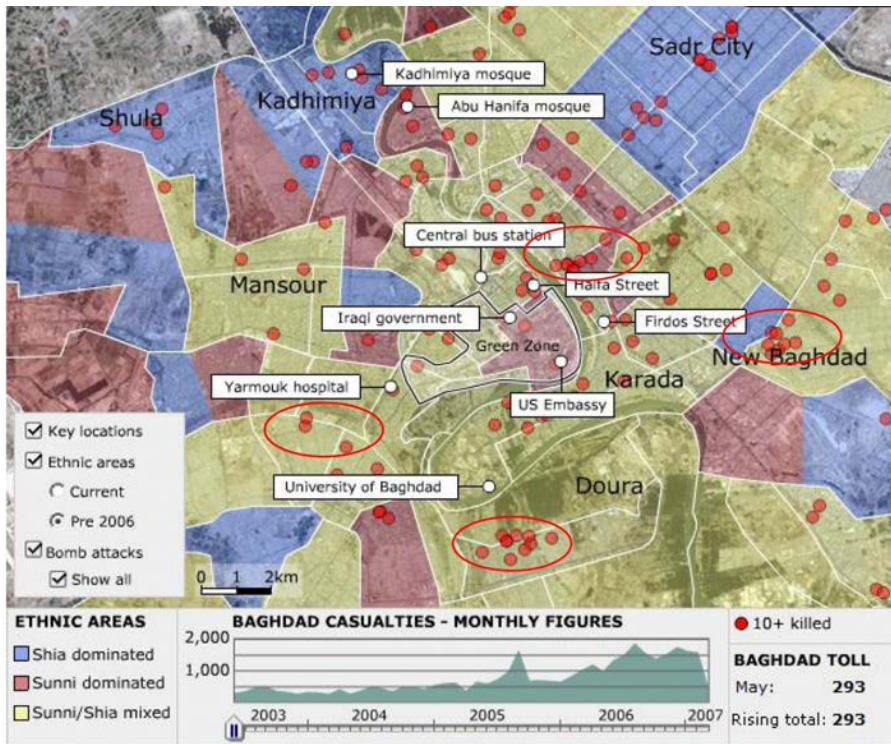 Sadr City
Kadhimiya mosque
Kadhimiya
Abu Hanifa mosque
Shula
Central bus station
Mansour
Haifa Street
Iraqi government
Firdos Street
Green Zone
New Baghdad
Karada
Yarmouk hospital
US Embassy
Key locations
Ethnic areas
Current
Pre 2006
Bomb attacks
Show all
University of Baghdad
Doura
0 1 2km
ETHNIC AREAS
Shia dominated
Sunni dominated
Sunni/Shia mixed
BAGHDAD CASUALTIES - MONTHLY FIGURES
2,000
1,000
2003 2004 2005 2006 2007
10+ killed
BAGHDAD TOLL
May: 293
Rising total: 293